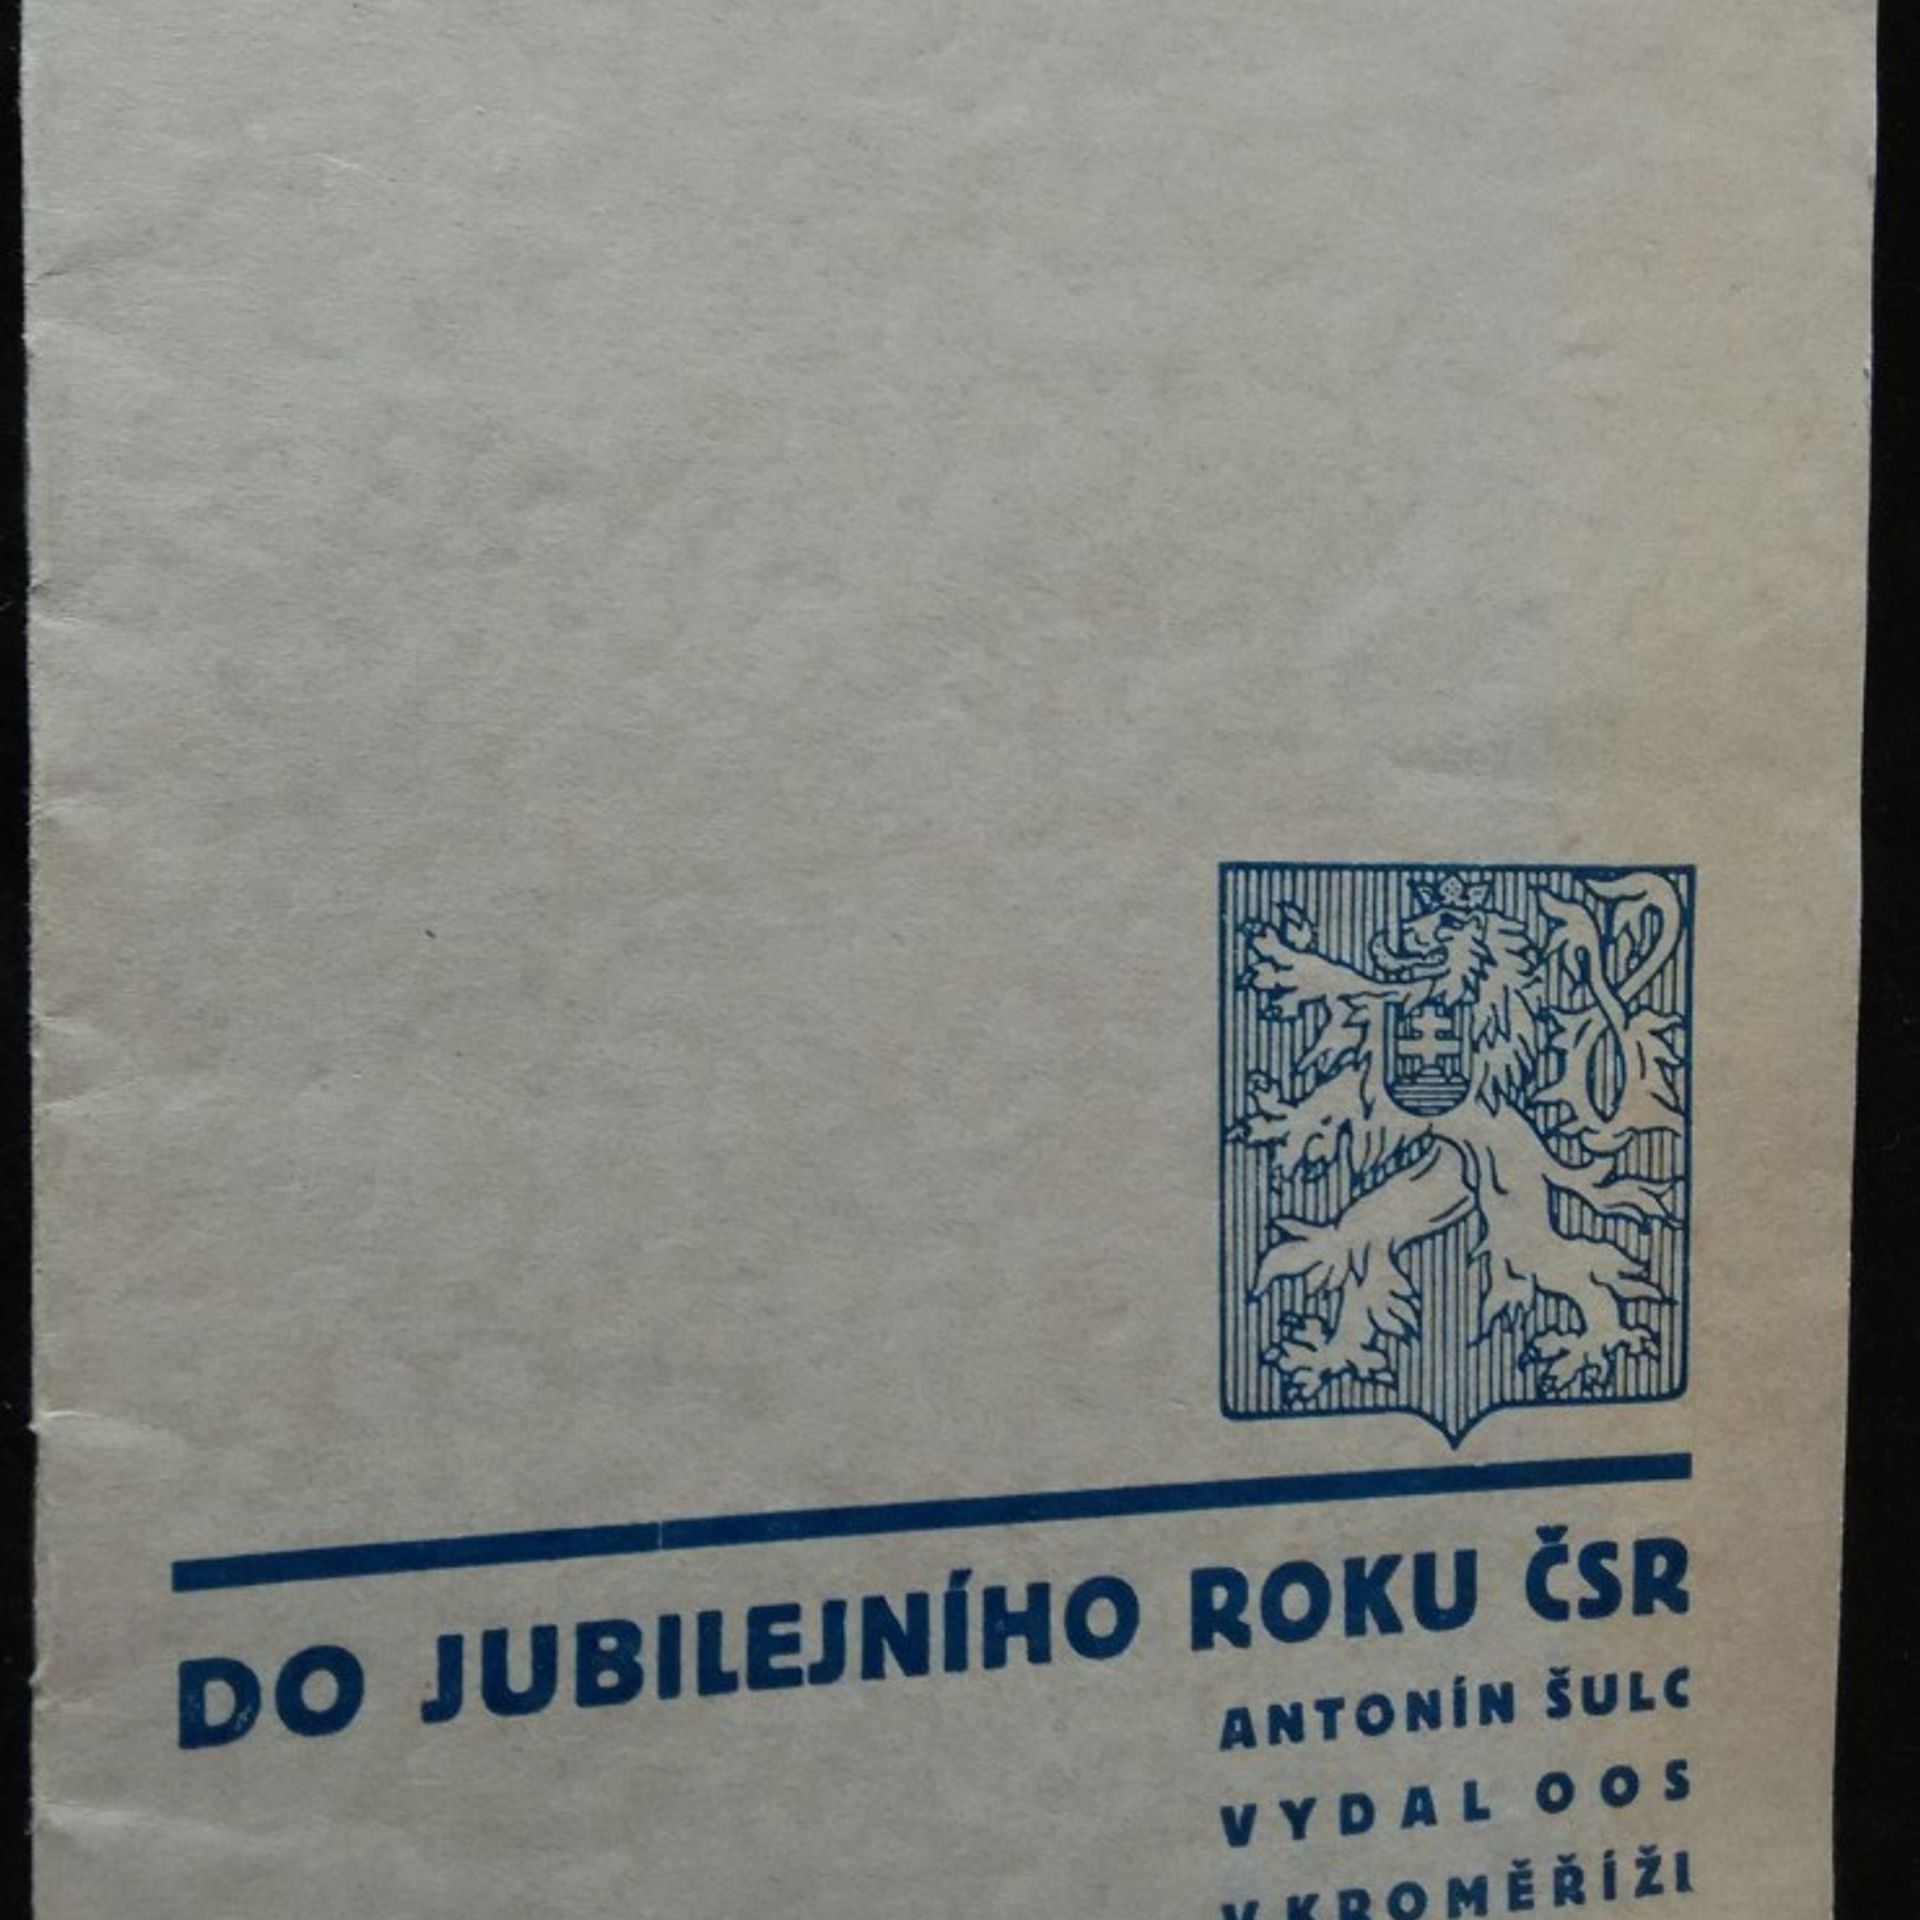 DO JUBILEJNÍHO ROKU ČSR
ANTONÍN ŠULC
VYDAL OOS
V KROMĚŘÍŽI